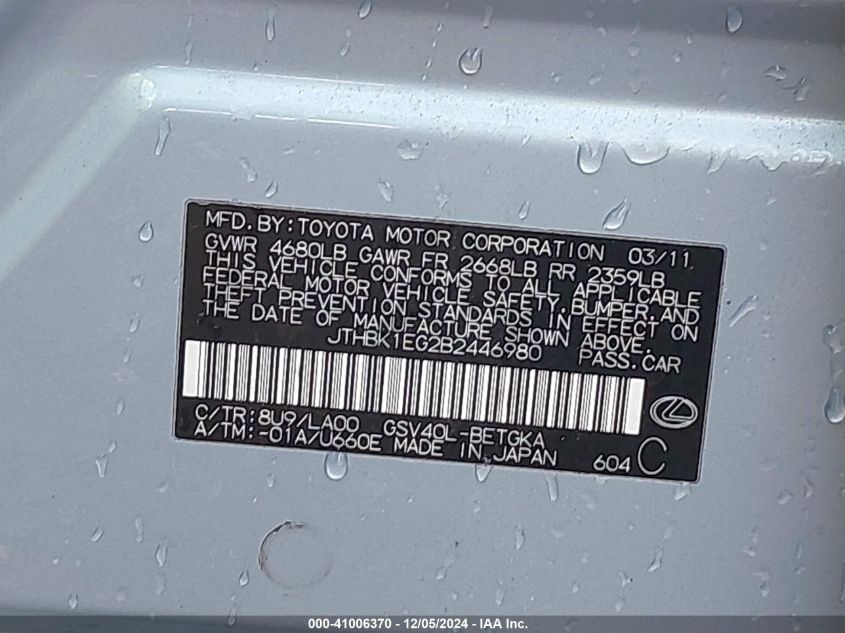 MFD. BY: TOYOTA MOTOR CORPORATION 03/11
GVWR 4680LB GAWR FR 2668LB RR 2359LB
THIS VEHICLE CONFORMS TO ALL APPLICABLE
FEDERAL MOTOR VEHICLE SAFETY, BUMPER, AND
THEFT PREVENTION STANDARDS IN EFFECT ON
THE DATE OF MANUFACTURE SHOWN ABOVE.
JTHBK1EG2B2446980 PASS. CAR
C/TR: 8U9/LA00 GSV40L-BETGKA
A/TM: -01A/U660E MADE IN JAPAN 604 C
000-41006370 - 12/05/2024 - IAA Inc.